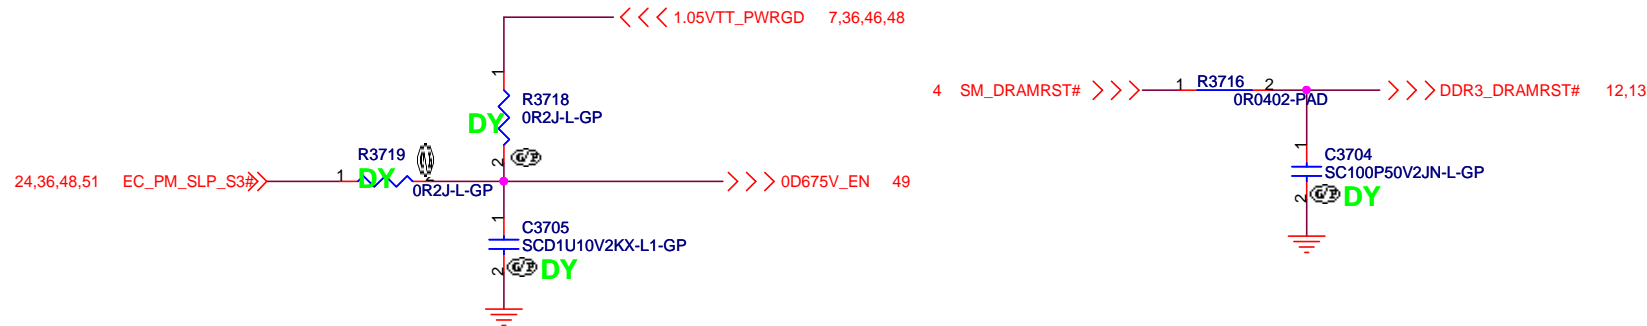 1.05VTT_PWRGD 7,36,46,48
1
R3718
0R2J-L-GP
DY
2 G/P
R3719
24,36,48,51 EC_PM_SLP_S3# 1 DY 2
0R2J-L-GP
0D675V_EN 49
1
C3705
SCD1U10V2KX-L1-GP
2 G/P DY
4 SM_DRAMRST# 1 R3716 2 DDR3_DRAMRST# 12,13
0R0402-PAD
1
C3704
SC100P50V2JN-L-GP
2 G/P DY